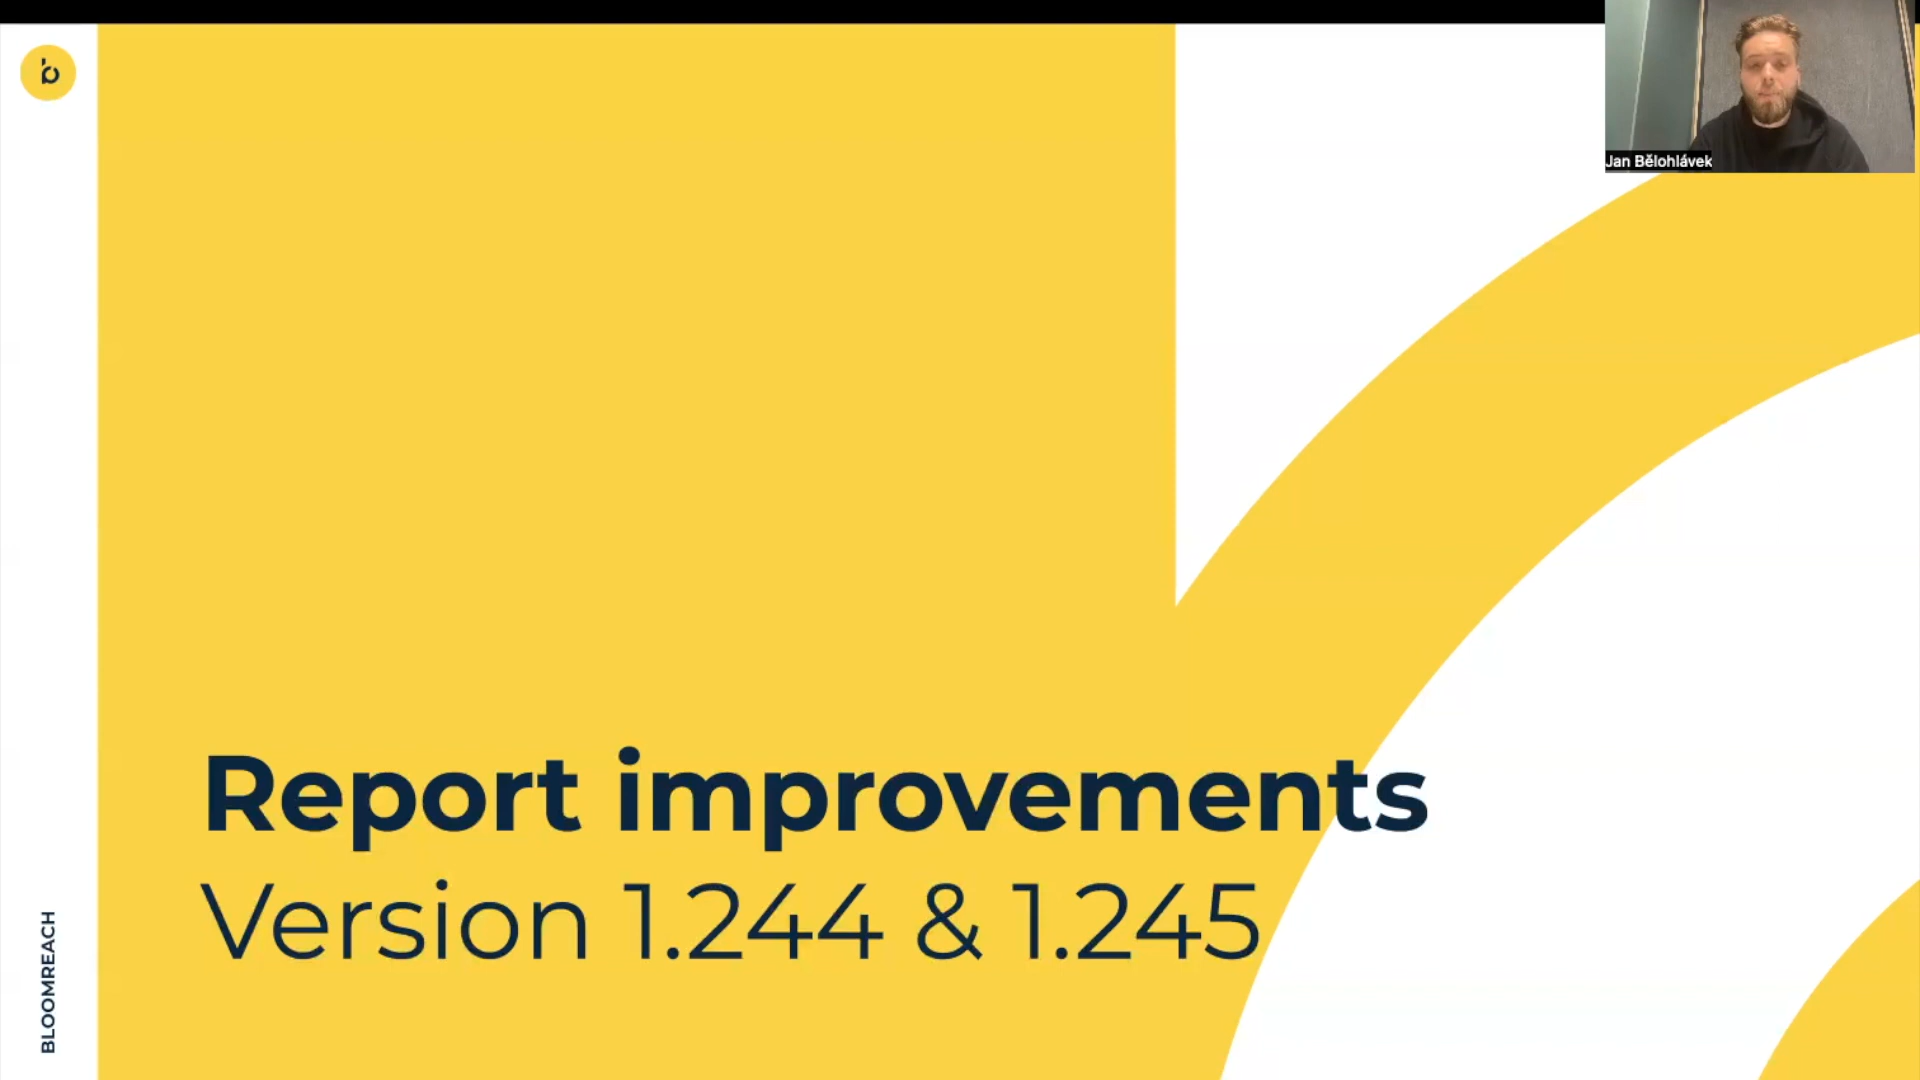 Jan Bělohlávek
Report improvements
Version 1.244 & 1.245
BLOOMREACH